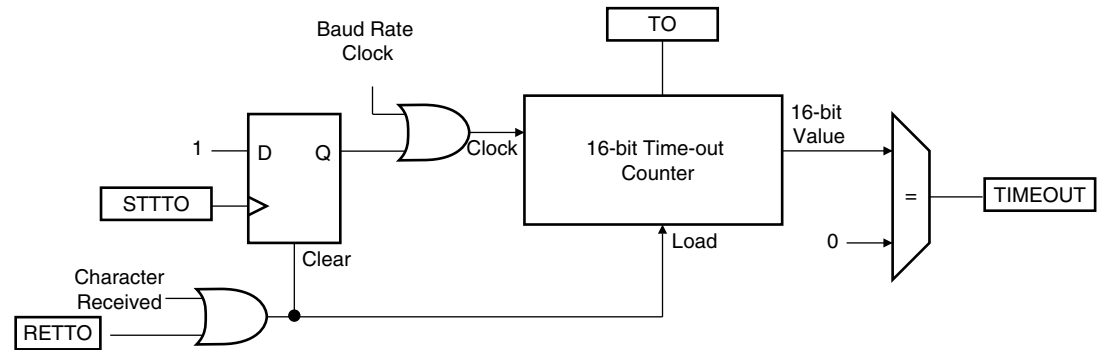 Baud Rate
Clock
TO
1
D
Q
STTTO
Clear
Clock
16-bit Time-out
Counter
16-bit
Value
Load
0
=
TIMEOUT
Character
Received
RETTO